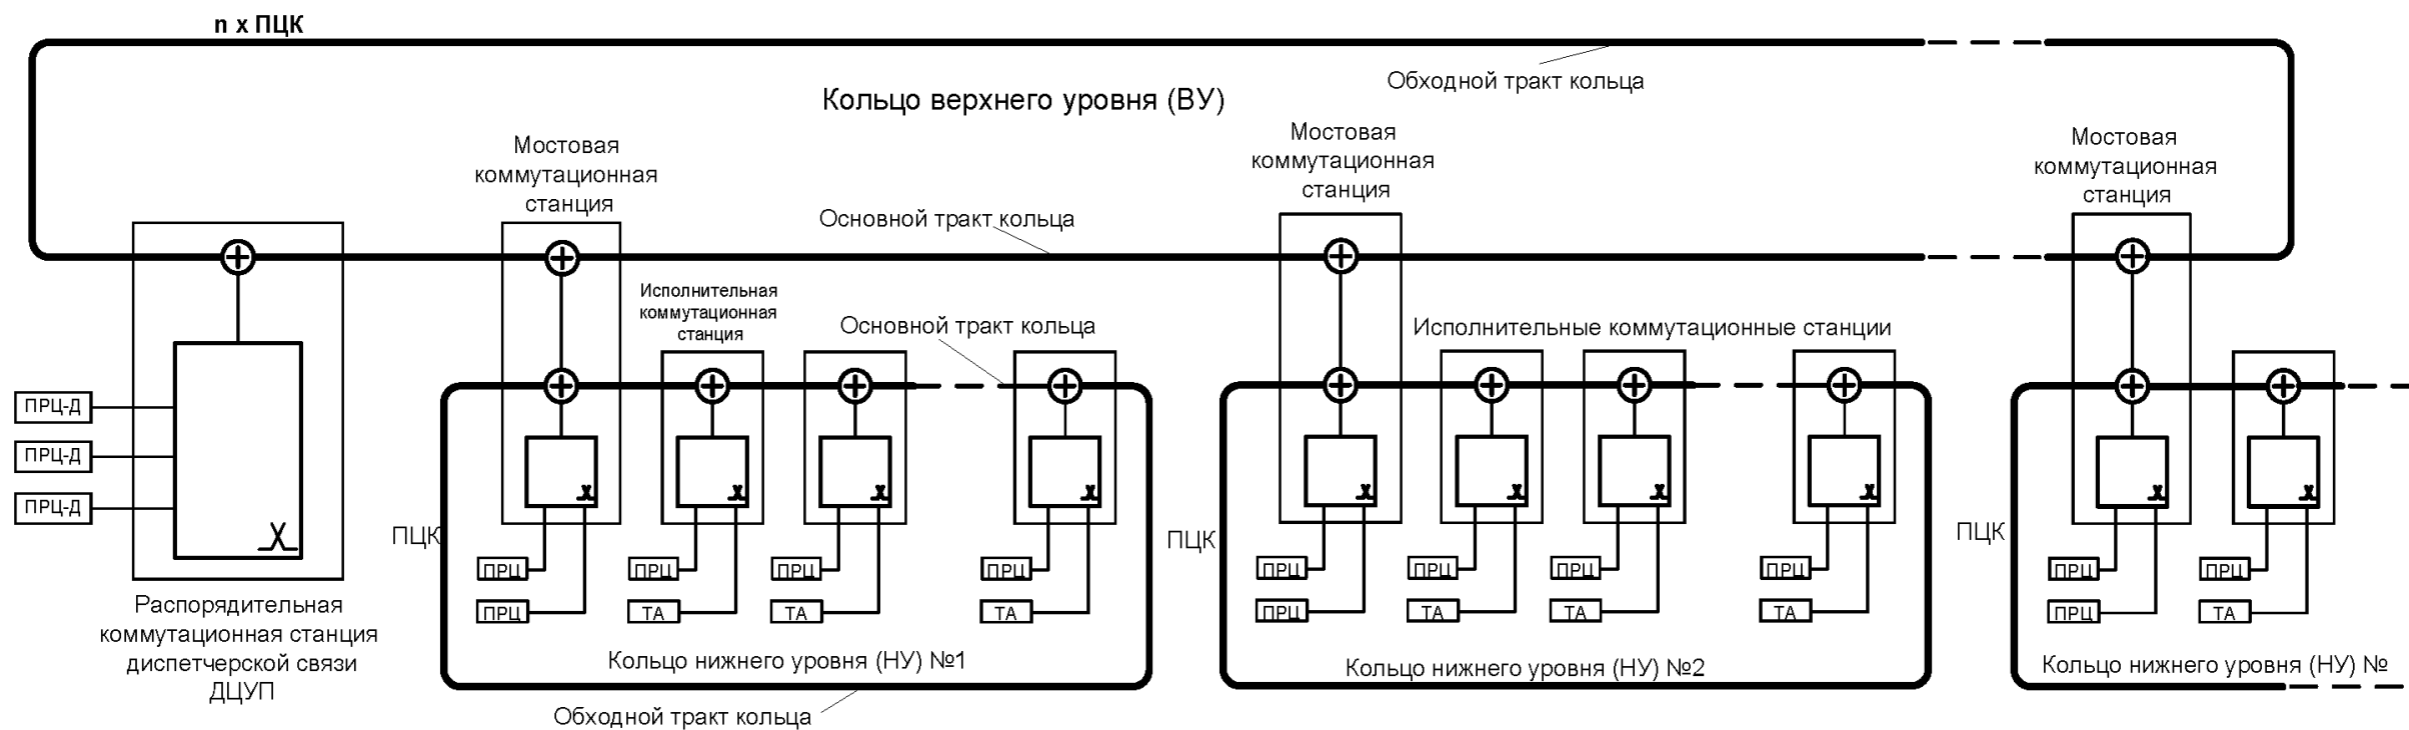 n x ПЦК
Обходной тракт кольца
Кольцо верхнего уровня (ВУ)
Мостовая
коммутационная
станция
Мостовая
коммутационная
станция
Мостовая
коммутационная
станция
Основной тракт кольца
Исполнительная
коммутационная
станция
Основной тракт кольца
Исполнительные коммутационные станции
ПРЦ-Д
ПРЦ-Д
ПРЦ-Д
ПЦК
ПЦК
ПЦК
ПРЦ
ПРЦ
ПРЦ
ПРЦ
ПРЦ
ПРЦ
ПРЦ
ПРЦ
ПРЦ
ПРЦ
ПРЦ
ТА
ТА
ТА
ПРЦ
ТА
ТА
ТА
ПРЦ
ТА
Распорядительная
коммутационная станция
диспетчерской связи
ДЦУП
Кольцо нижнего уровня (НУ) №1
Кольцо нижнего уровня (НУ) №2
Кольцо нижнего уровня (НУ) №
Обходной тракт кольца